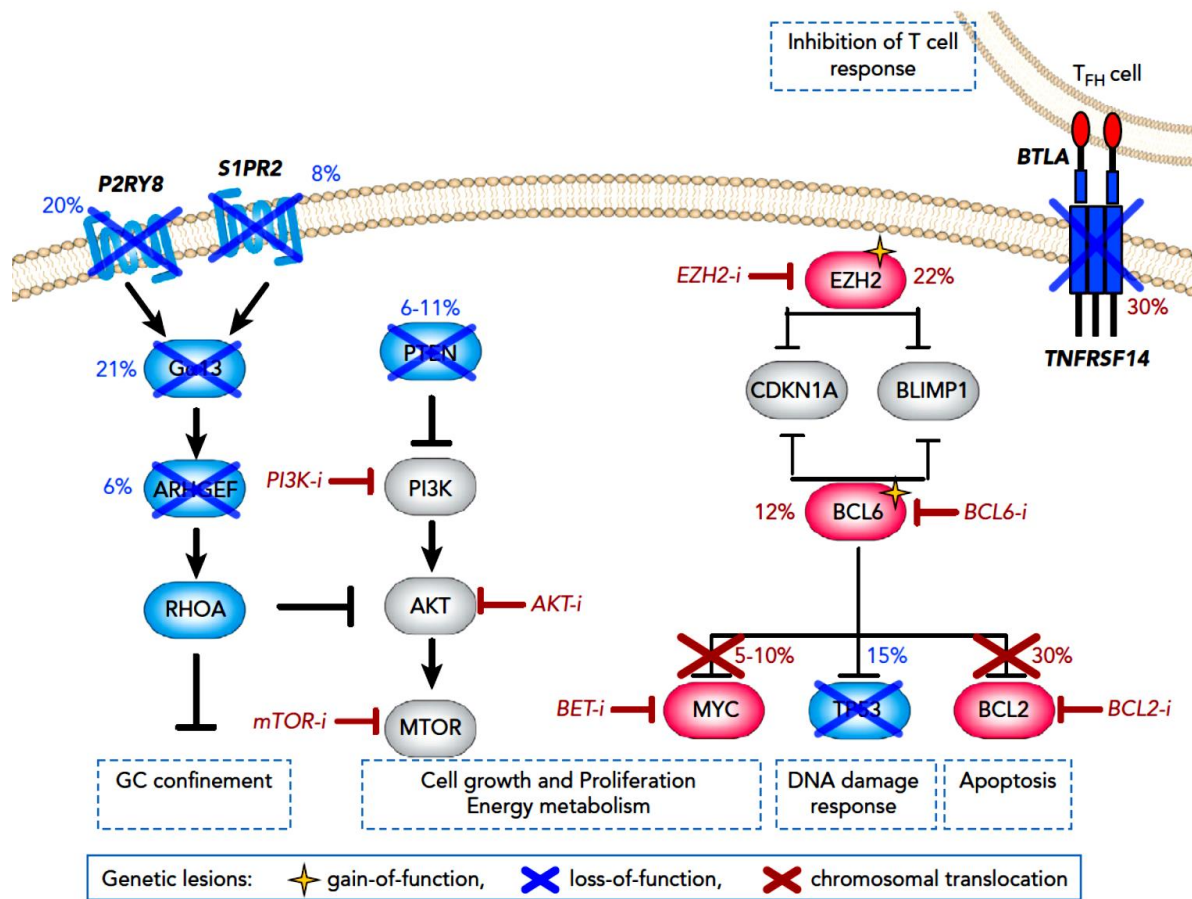 Inhibition of T cell
response
TFH cell
BTLA
P2RY8
S1PR2
20%
8%
EZH2-i
EZH2
22%
30%
TNFRSF14
6-11%
PTEN
21%
Gα13
CDKN1A
BLIMP1
6%
ARHGEF
PI3K-i
PI3K
12%
BCL6
BCL6-i
RHOA
AKT
AKT-i
5-10%
15%
30%
mTOR-i
MTOR
BET-i
MYC
TP53
BCL2
BCL2-i
GC confinement
Cell growth and Proliferation
Energy metabolism
DNA damage
response
Apoptosis
Genetic lesions: gain-of-function, loss-of-function, chromosomal translocation